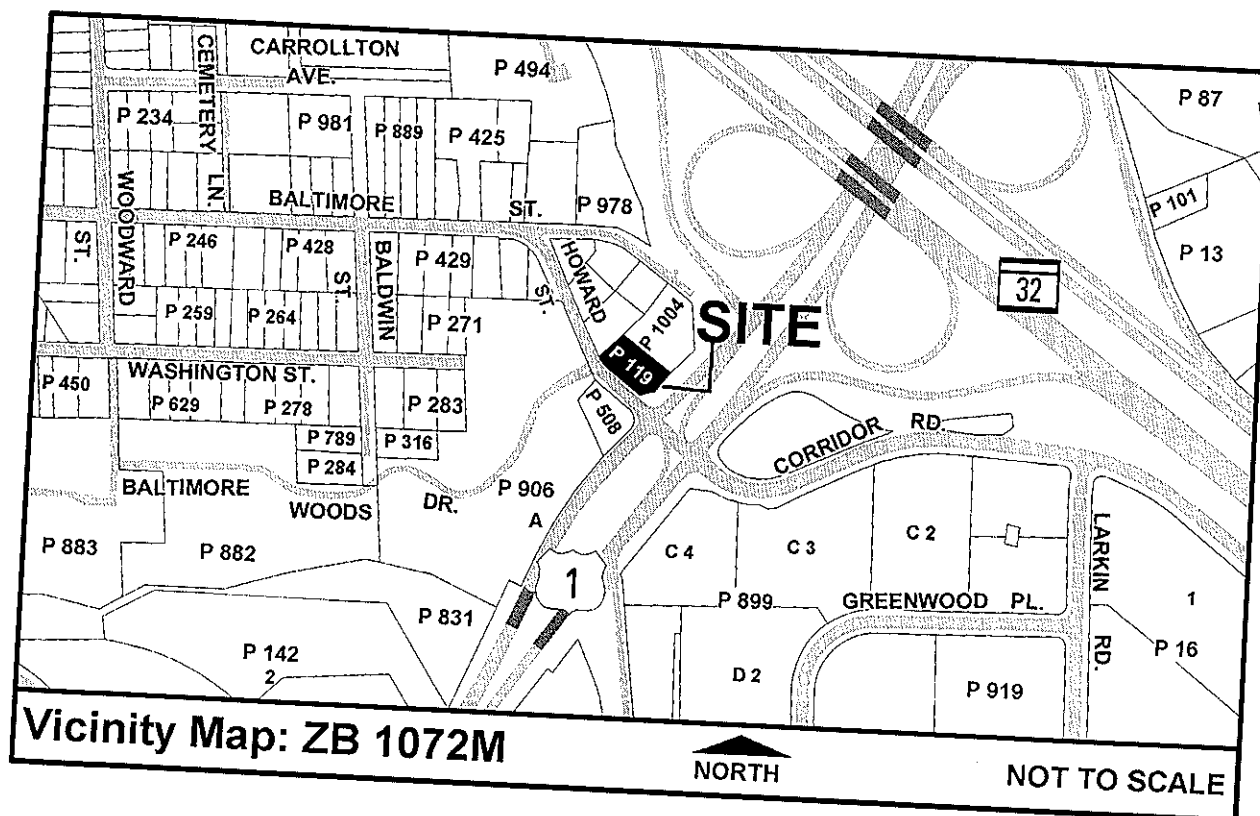 CARROLLTON
AVE.
P 494
P 87
CEMETERY LN.
P 234
P 981
P 889
P 425
WOODWARD ST.
BALTIMORE ST.
P 978
P 101
P 246
P 428
BALDWIN ST.
P 429
HOWARD ST.
P 13
32
P 259
P 264
P 271
P 1004
SITE
P 119
WASHINGTON ST.
P 450
P 629
P 278
P 283
P 508
P 789
P 316
P 284
CORRIDOR RD.
BALTIMORE
WOODS
DR.
P 906
A
P 883
P 882
C 4
C 3
C 2
LARKIN RD.
1
P 831
P 899
GREENWOOD PL.
1
P 142
2
P 16
D 2
P 919
Vicinity Map: ZB 1072M
NORTH
NOT TO SCALE